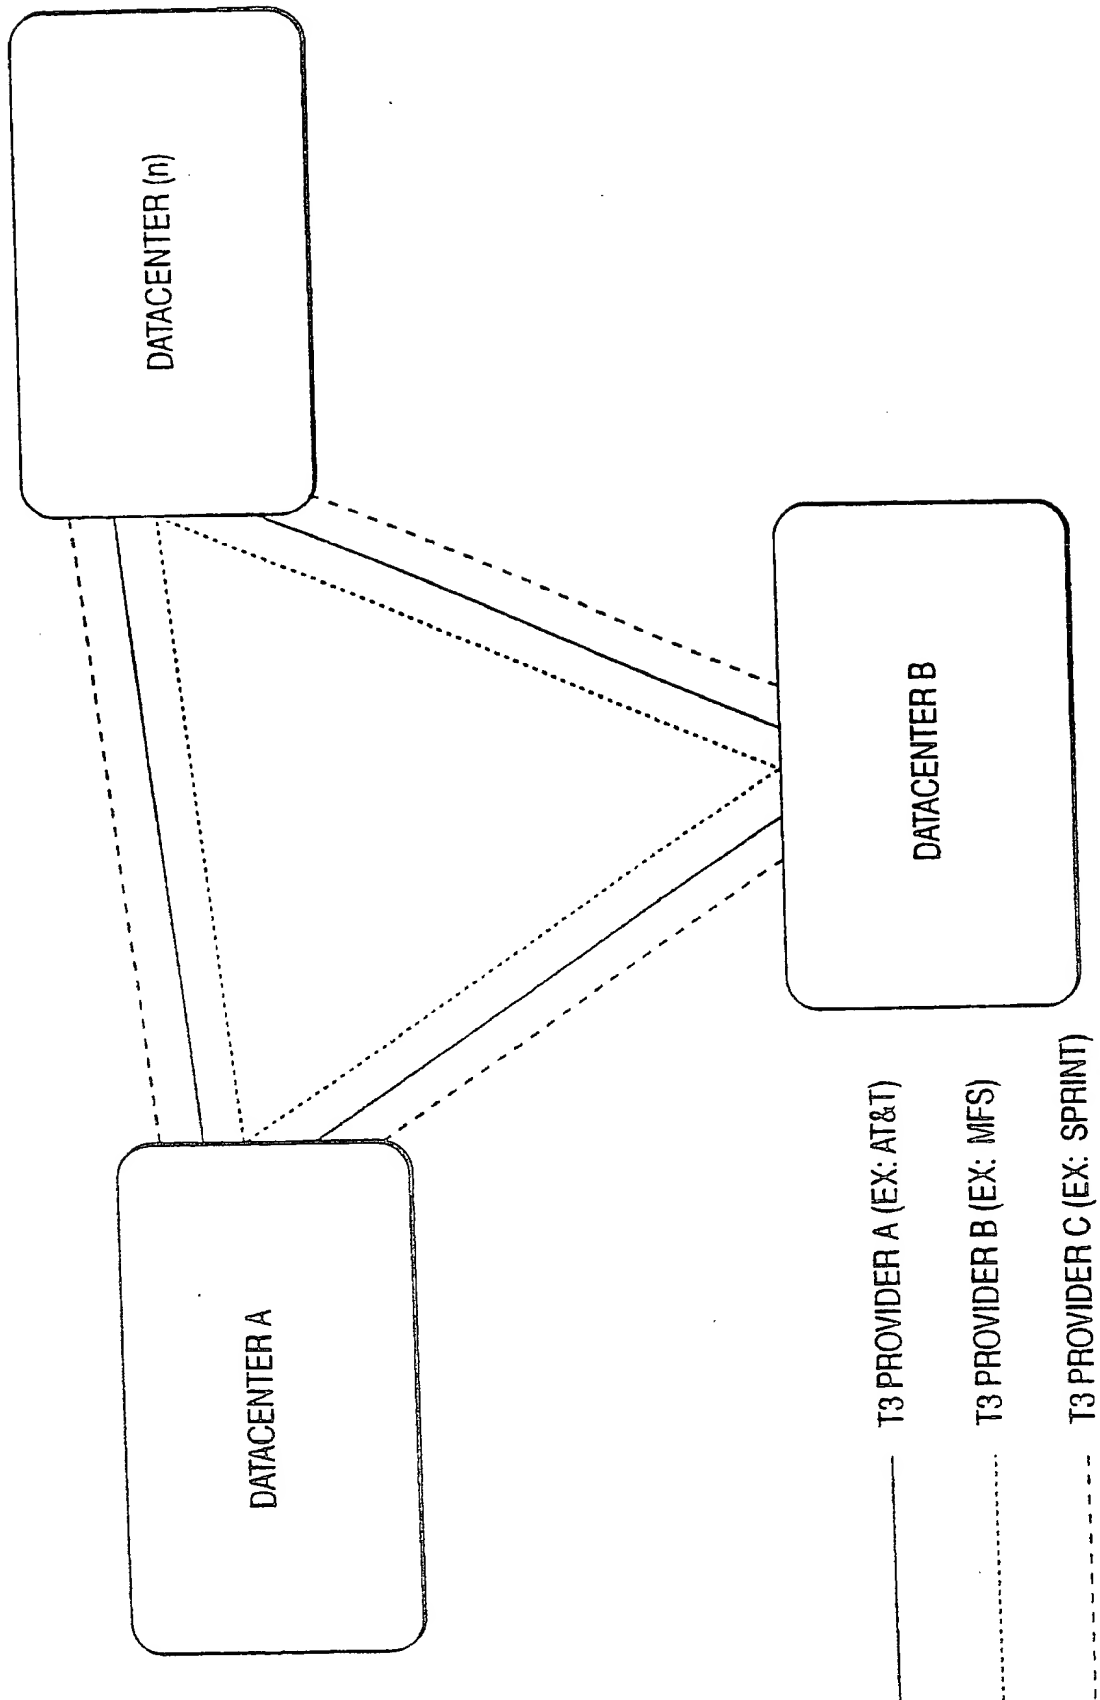 DATACENTER A
DATACENTER (n)
DATACENTER B
T3 PROVIDER A (EX: AT&T)
T3 PROVIDER B (EX: MFS)
T3 PROVIDER C (EX: SPRINT)